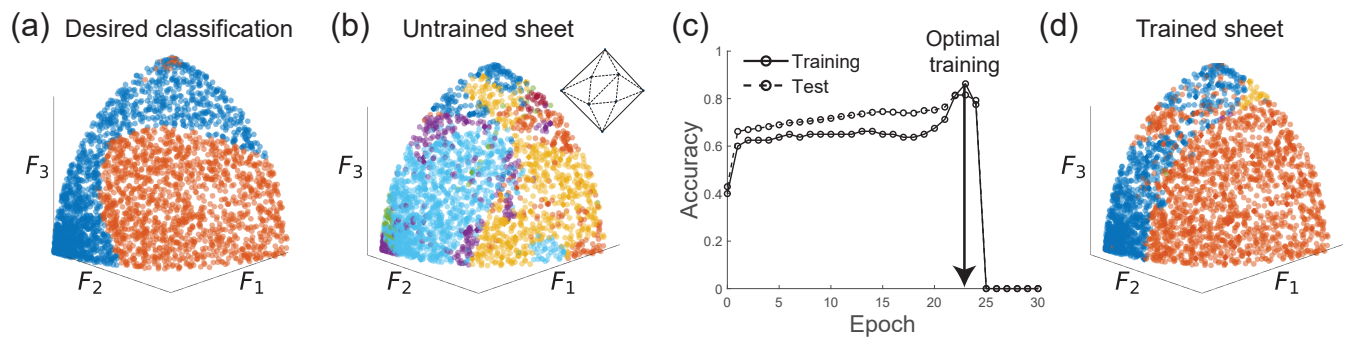 (a) Desired classification
F3
F2
F1
(b) Untrained sheet
F3
F2
F1
(c)
Optimal
training
Training
Test
Accuracy
1
0.8
0.6
0.4
0.2
0
0 5 10 15 20 25 30
Epoch
(d) Trained sheet
F3
F2
F1